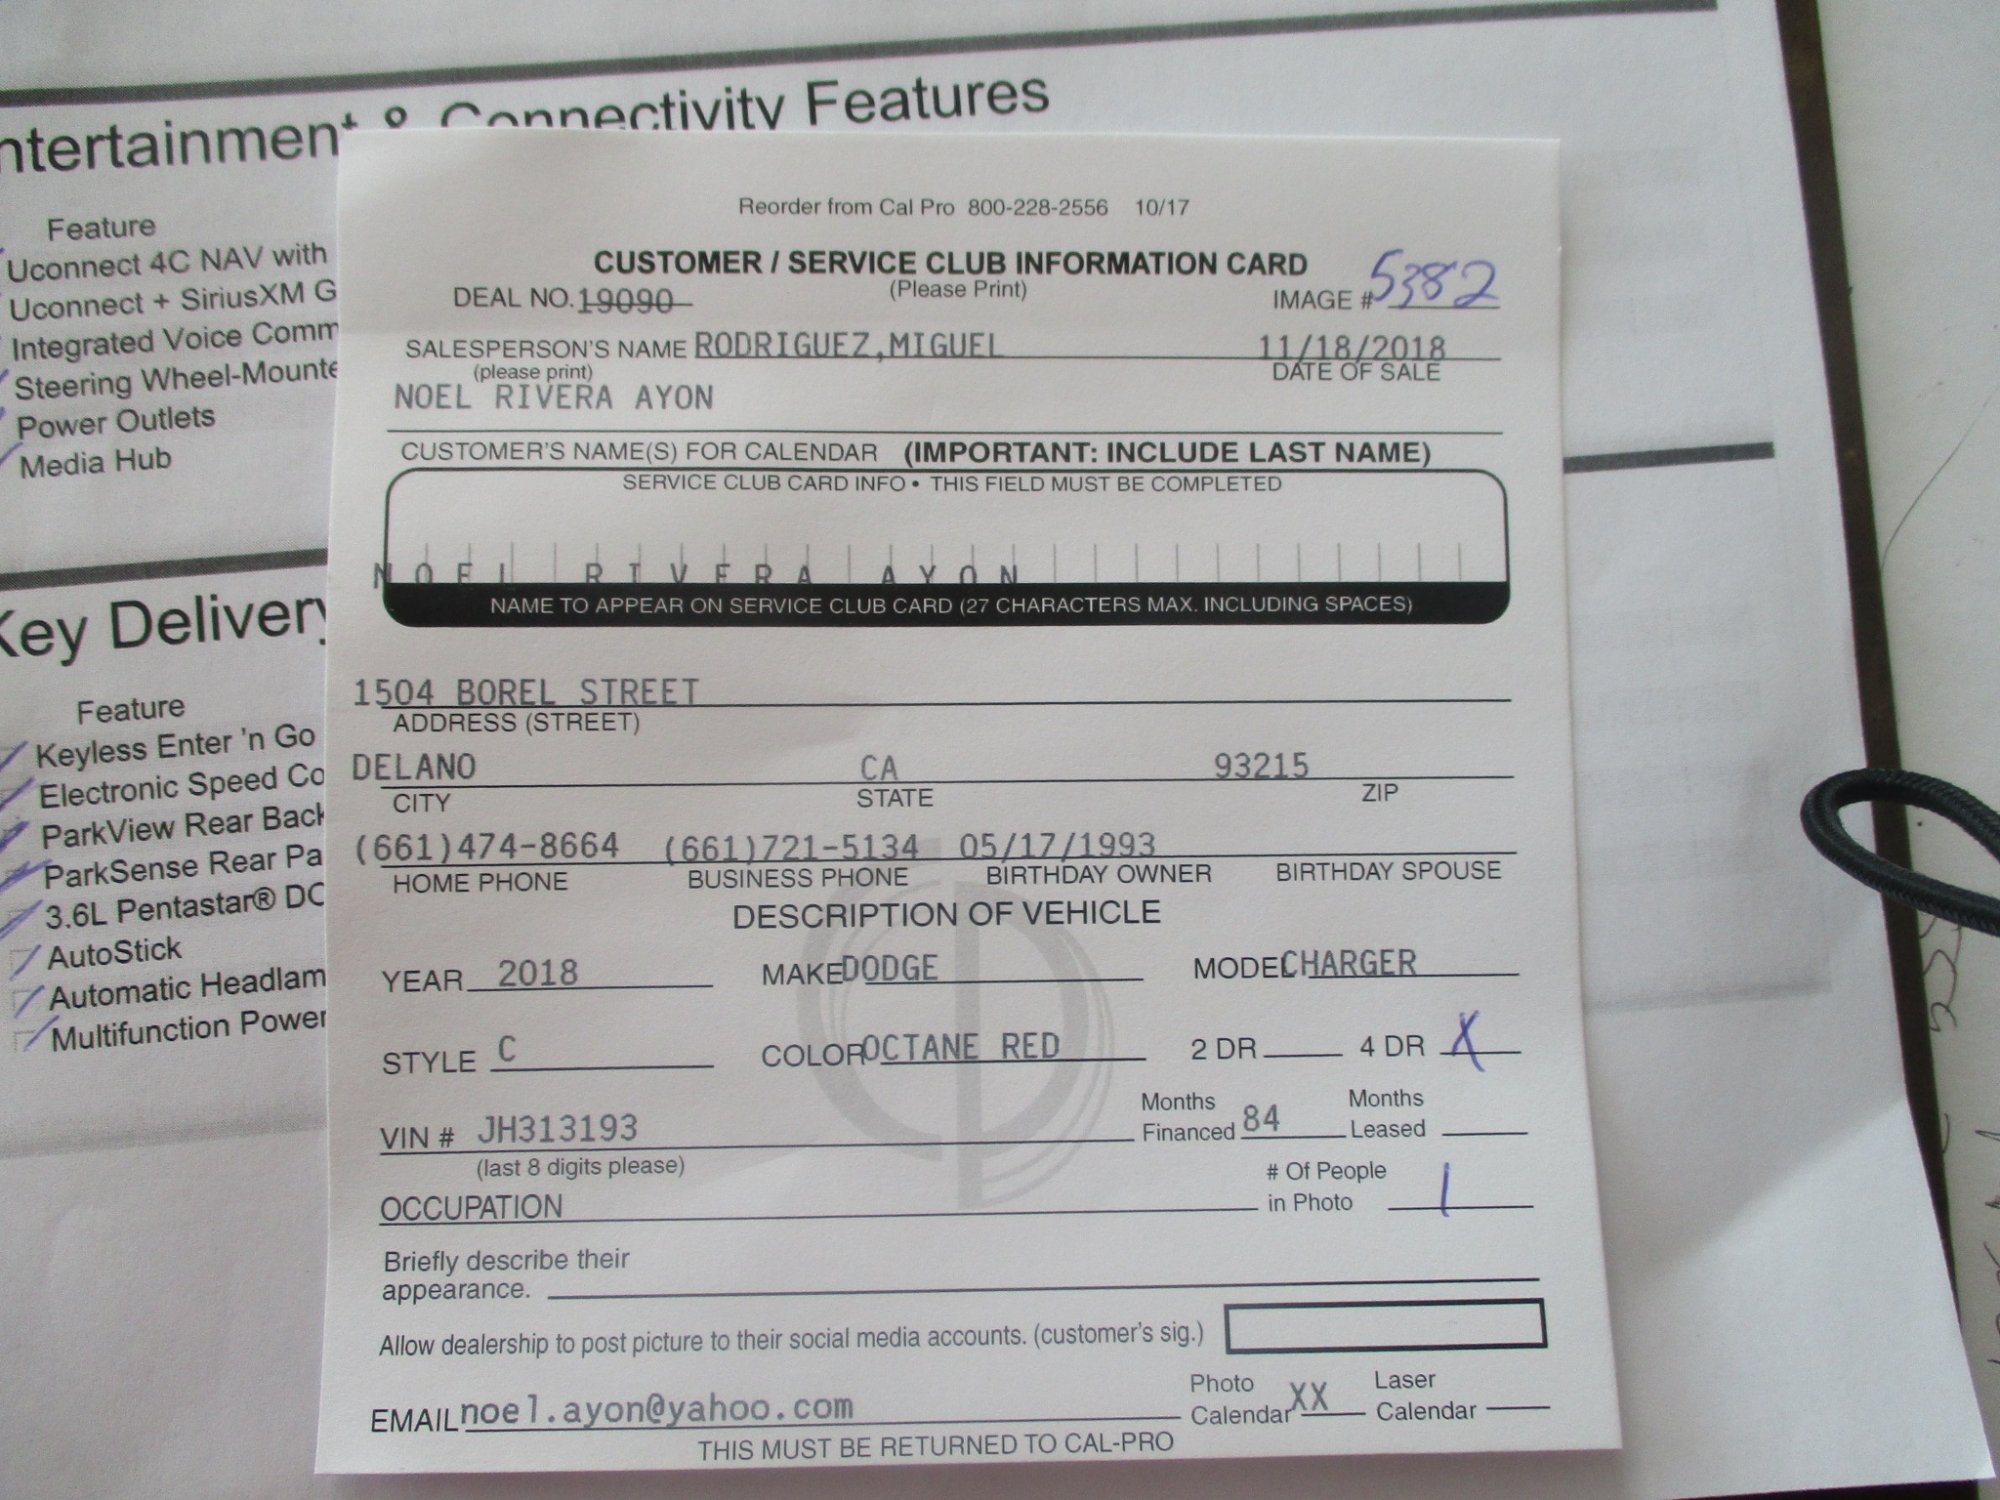 ntertainment & Connectivity Features
Feature
Uconnect 4C NAV with
Uconnect + SiriusXM G
Integrated Voice Comm
Steering Wheel-Mounte
Power Outlets
Media Hub
Key Delivery
Feature
Keyless Enter 'n Go
Electronic Speed Co
ParkView Rear Back
ParkSense Rear Pa
3.6L Pentastar® DO
AutoStick
Automatic Headlam
Multifunction Power
Reorder from Cal Pro 800-228-2556 10/17
CUSTOMER / SERVICE CLUB INFORMATION CARD
(Please Print)
DEAL NO. 19090 IMAGE # 5382
SALESPERSON'S NAME RODRIGUEZ,MIGUEL 11/18/2018
(please print) DATE OF SALE
NOEL RIVERA AYON
CUSTOMER'S NAME(S) FOR CALENDAR (IMPORTANT: INCLUDE LAST NAME)
SERVICE CLUB CARD INFO • THIS FIELD MUST BE COMPLETED
NOEL RIVERA AYON
NAME TO APPEAR ON SERVICE CLUB CARD (27 CHARACTERS MAX. INCLUDING SPACES)
1504 BOREL STREET
ADDRESS (STREET)
DELANO CA 93215
CITY STATE ZIP
(661)474-8664 (661)721-5134 05/17/1993
HOME PHONE BUSINESS PHONE BIRTHDAY OWNER BIRTHDAY SPOUSE
DESCRIPTION OF VEHICLE
YEAR 2018 MAKE DODGE MODEL CHARGER
STYLE C COLOR OCTANE RED 2 DR 4 DR X
VIN # JH313193 Months Financed 84 Months Leased
(last 8 digits please)
OCCUPATION # Of People in Photo 1
Briefly describe their
appearance.
Allow dealership to post picture to their social media accounts. (customer's sig.)
EMAIL noel.ayon@yahoo.com Photo Calendar XX Laser Calendar
THIS MUST BE RETURNED TO CAL-PRO